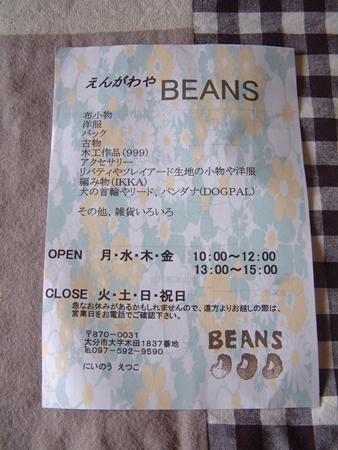 えんがわや BEANS
布小物
洋服
バック
古物
木工作品(999)
アクセサリー
リバティやソレイアード生地の小物や洋服
編み物(IKKA)
犬の首輪やリード、バンダナ(DOGPAL)
その他、雑貨いろいろ
OPEN 月・水・木・金 10:00~12:00
13:00~15:00
CLOSE 火・土・日・祝日
急なお休みがあるかもしれませんので、遠方よりお越しの際は、
営業日をお電話でご確認下さい。
〒870-0031
大分市大字木田1837番地
℡097-592-9590
にいのう えつこ
BEANS